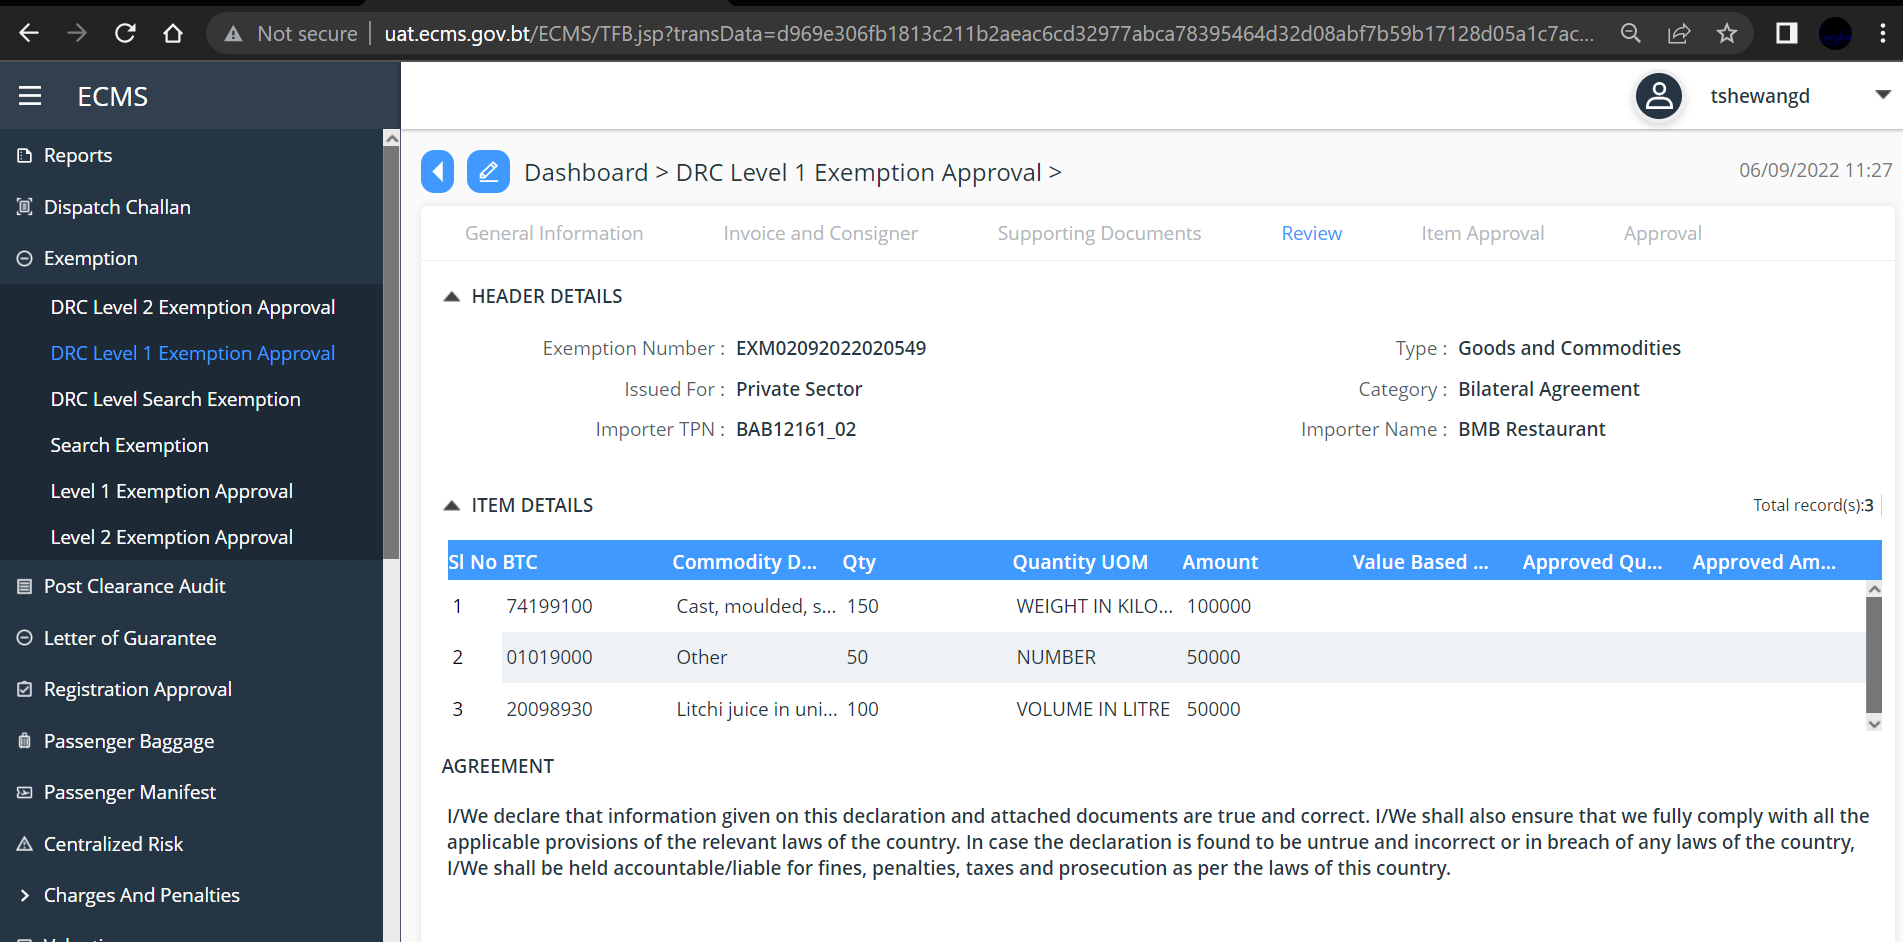 Not secure | uat.ecms.gov.bt/ECMS/TFB.jsp?transData=d969e306fb1813c211b2aeac6cd32977abca78395464d32d08abf7b59b17128d05a1c7ac...
ECMS
tshewangd
Reports
Dispatch Challan
Exemption
DRC Level 2 Exemption Approval
DRC Level 1 Exemption Approval
DRC Level Search Exemption
Search Exemption
Level 1 Exemption Approval
Level 2 Exemption Approval
Post Clearance Audit
Letter of Guarantee
Registration Approval
Passenger Baggage
Passenger Manifest
Centralized Risk
Charges And Penalties
Dashboard > DRC Level 1 Exemption Approval >
06/09/2022 11:27
General Information Invoice and Consigner Supporting Documents Review Item Approval Approval
HEADER DETAILS
Exemption Number : EXM02092022020549 Type : Goods and Commodities
Issued For : Private Sector Category : Bilateral Agreement
Importer TPN : BAB12161_02 Importer Name : BMB Restaurant
ITEM DETAILS Total record(s):3
Sl No BTC Commodity D... Qty Quantity UOM Amount Value Based ... Approved Qu... Approved Am...
1 74199100 Cast, moulded, s... 150 WEIGHT IN KILO... 100000
2 01019000 Other 50 NUMBER 50000
3 20098930 Litchi juice in uni... 100 VOLUME IN LITRE 50000
AGREEMENT
I/We declare that information given on this declaration and attached documents are true and correct. I/We shall also ensure that we fully comply with all the
applicable provisions of the relevant laws of the country. In case the declaration is found to be untrue and incorrect or in breach of any laws of the country,
I/We shall be held accountable/liable for fines, penalties, taxes and prosecution as per the laws of this country.